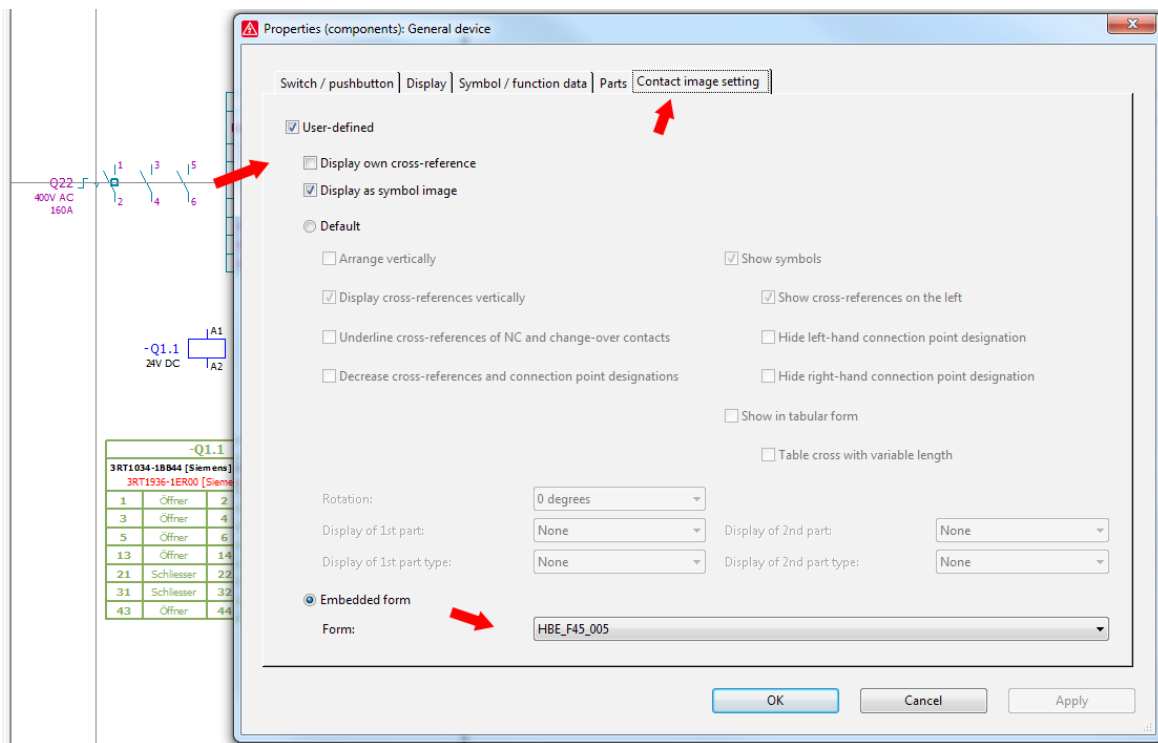 Properties (components): General device
Switch / pushbutton Display Symbol / function data Parts Contact image setting
User-defined
Display own cross-reference
Display as symbol image
Default
Arrange vertically Show symbols
Display cross-references vertically Show cross-references on the left
Underline cross-references of NC and change-over contacts Hide left-hand connection point designation
Decrease cross-references and connection point designations Hide right-hand connection point designation
Show in tabular form
Table cross with variable length
Rotation: 0 degrees
Display of 1st part: None Display of 2nd part: None
Display of 1st part type: None Display of 2nd part type: None
Embedded form
Form: HBE_F45_005
OK Cancel Apply
1 3 5
Q22
400V AC
160A
2 4 6
A1
-Q1.1
24V DC
A2
-Q1.1
3RT1034-1BB44 [Siemens]
3RT1936-1ER00 [Sieme
1 Öffner 2
3 Öffner 4
5 Öffner 6
13 Öffner 14
21 Schliesser 22
31 Schliesser 32
43 Öffner 44